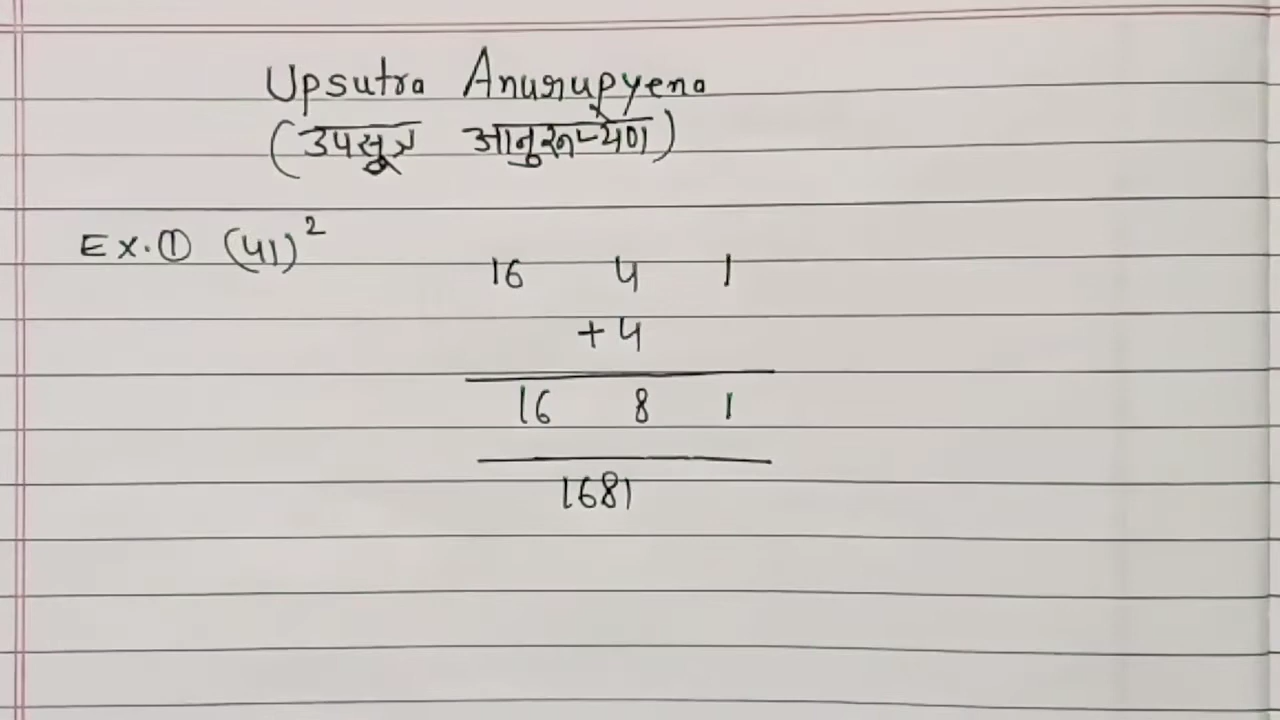 Upsutra Anurupyena
(उपसूत्र आनुरूप्येण)
Ex. ① (41)²
16 4 1
+4
16 8 1
1681